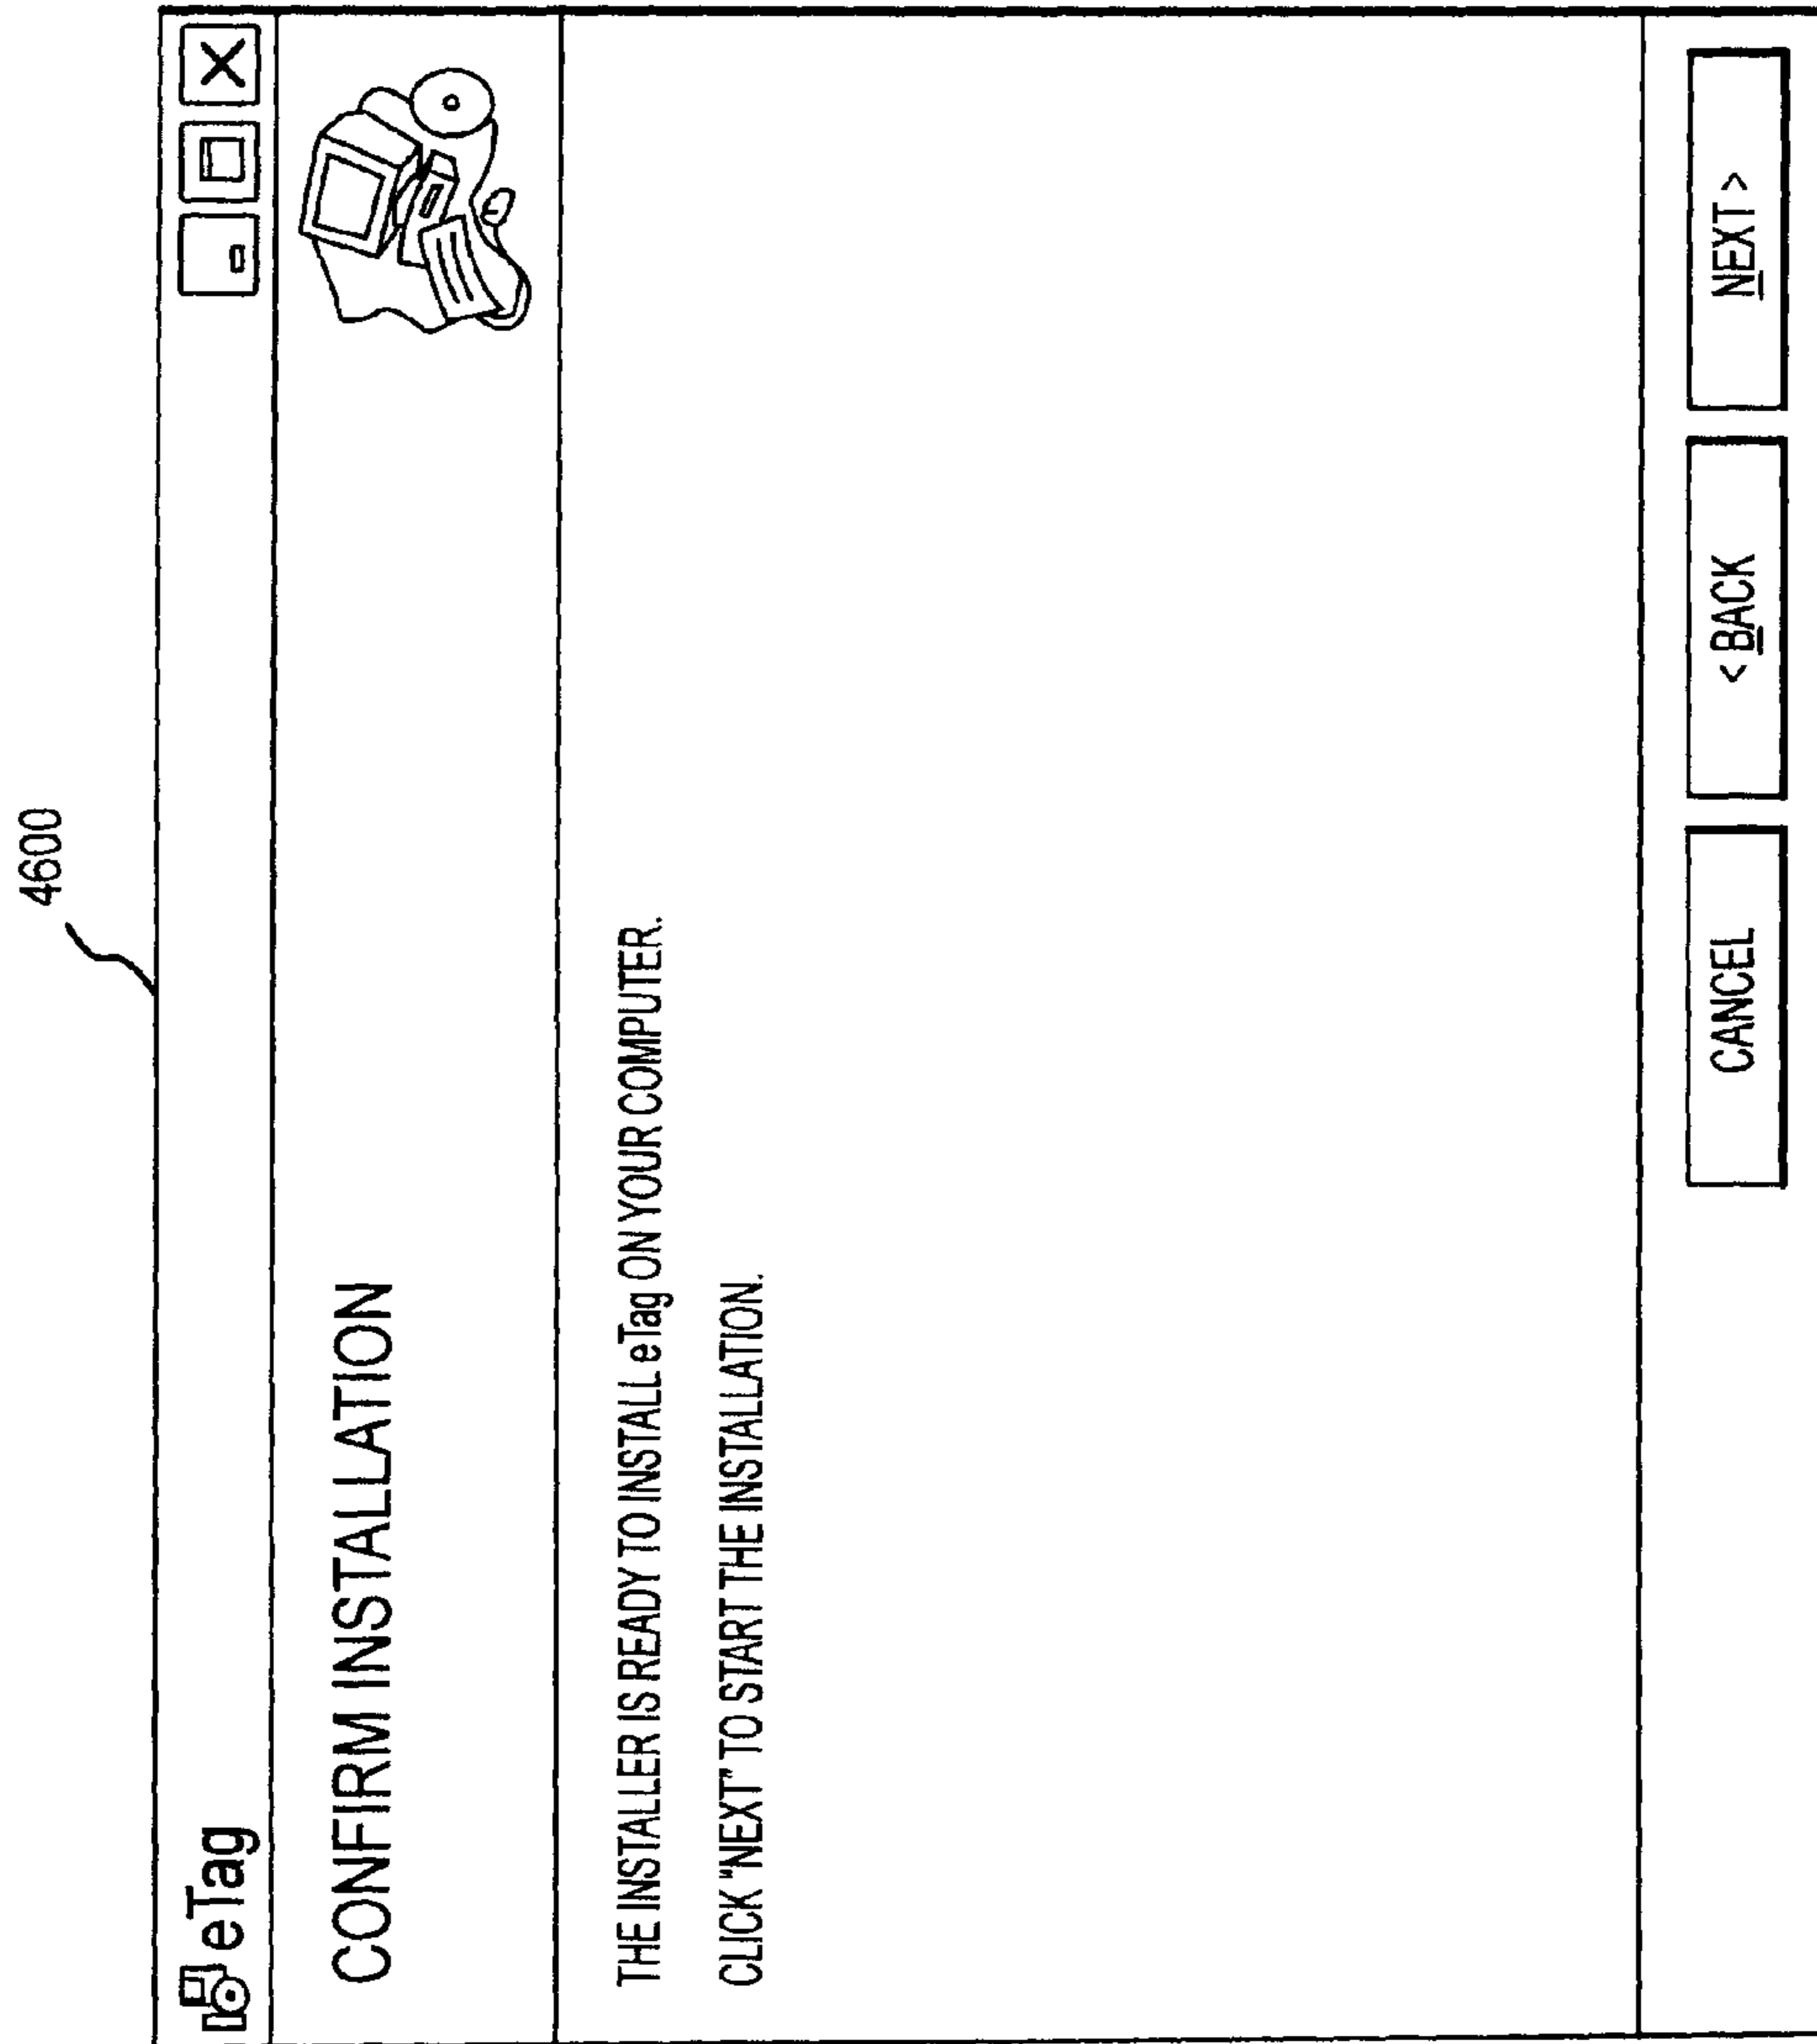 4600
eTag
CONFIRM INSTALLATION
THE INSTALLER IS READY TO INSTALL eTag ON YOUR COMPUTER.
CLICK "NEXT" TO START THE INSTALLATION.
CANCEL
< BACK
NEXT >